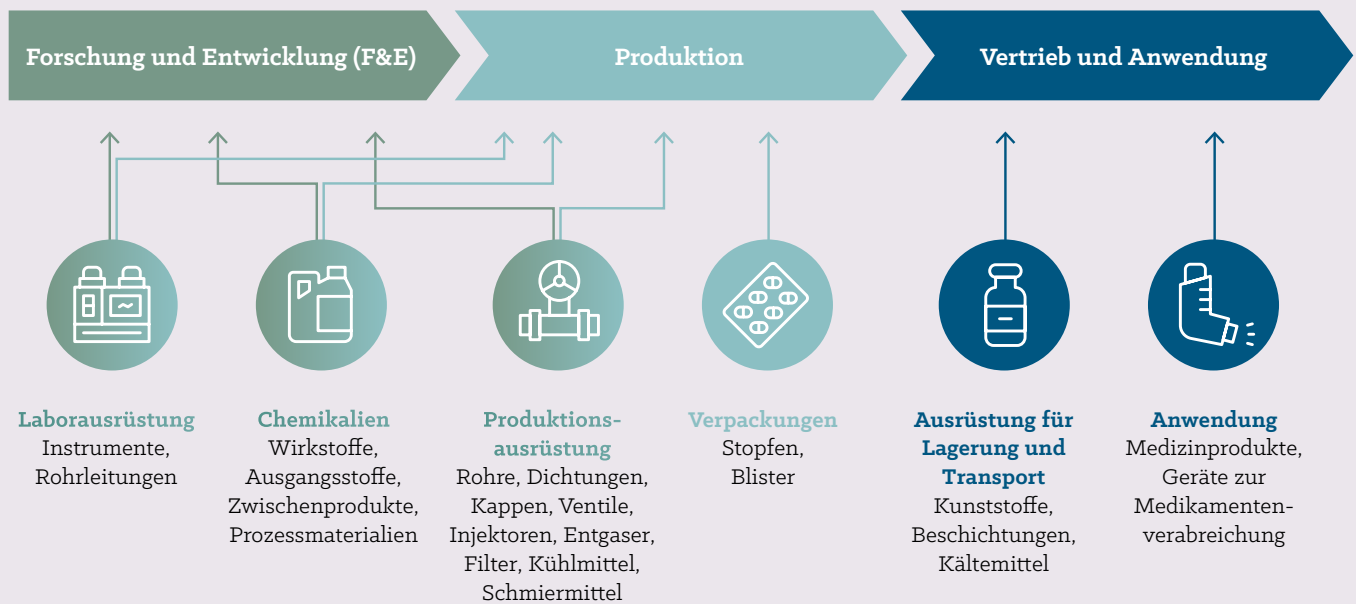 Forschung und Entwicklung (F&E)
Produktion
Vertrieb und Anwendung
Laborausrüstung
Instrumente,
Rohrleitungen
Chemikalien
Wirkstoffe,
Ausgangsstoffe,
Zwischenprodukte,
Prozessmaterialien
Produktions-
ausrüstung
Rohre, Dichtungen,
Kappen, Ventile,
Injektoren, Entgaser,
Filter, Kühlmittel,
Schmiermittel
Verpackungen
Stopfen,
Blister
Ausrüstung für
Lagerung und
Transport
Kunststoffe,
Beschichtungen,
Kältemittel
Anwendung
Medizinprodukte,
Geräte zur
Medikamenten-
verabreichung